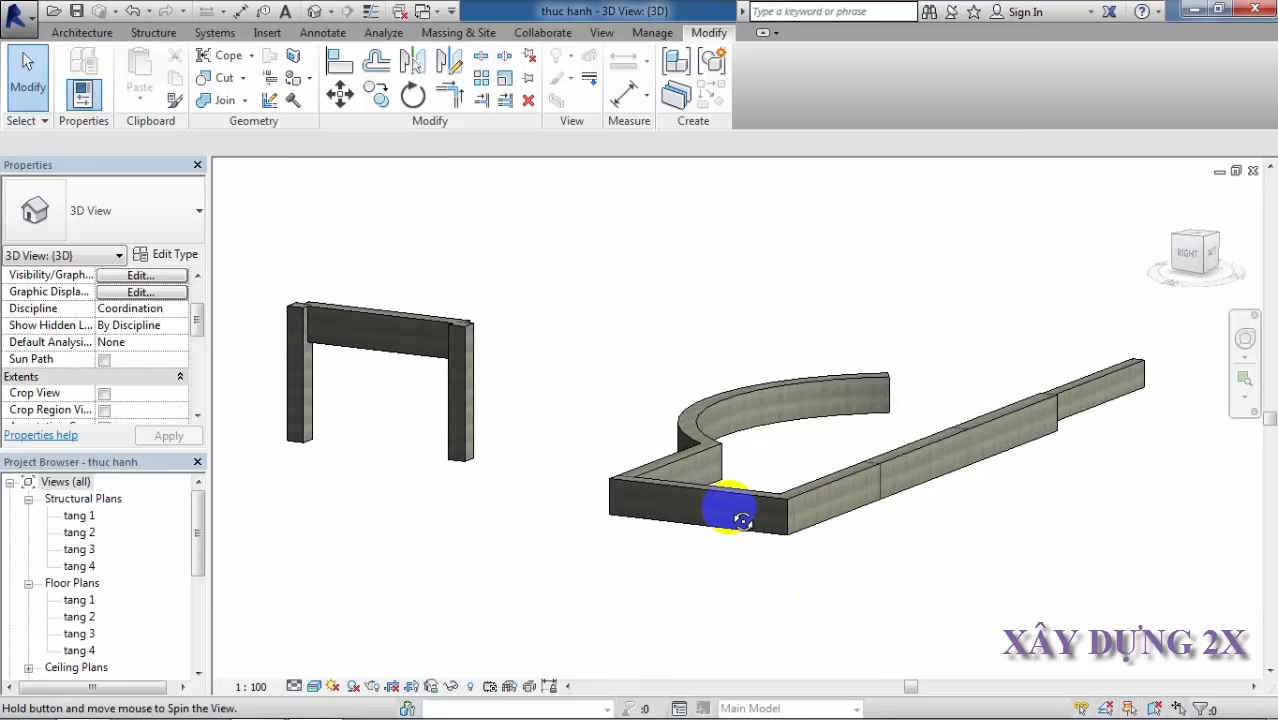 thuc hanh - 3D View: {3D}
Type a keyword or phrase
Sign In
Architecture
Structure
Systems
Insert
Annotate
Analyze
Massing & Site
Collaborate
View
Manage
Modify
Modify
Paste
Cope
Cut
Join
Select
Properties
Clipboard
Geometry
Modify
View
Measure
Create
Properties
3D View
3D View: {3D}
Edit Type
Visibility/Graph...
Edit...
Graphic Displa...
Edit...
Discipline
Coordination
Show Hidden L...
By Discipline
Default Analysi...
None
Sun Path
Extents
Crop View
Crop Region Vi...
Properties help
Apply
Project Browser - thuc hanh
Views (all)
Structural Plans
tang 1
tang 2
tang 3
tang 4
Floor Plans
tang 1
tang 2
tang 3
tang 4
Ceiling Plans
RIGHT
XÂY DỰNG 2X
1 : 100
Hold button and move mouse to Spin the View.
:0
Main Model
:0